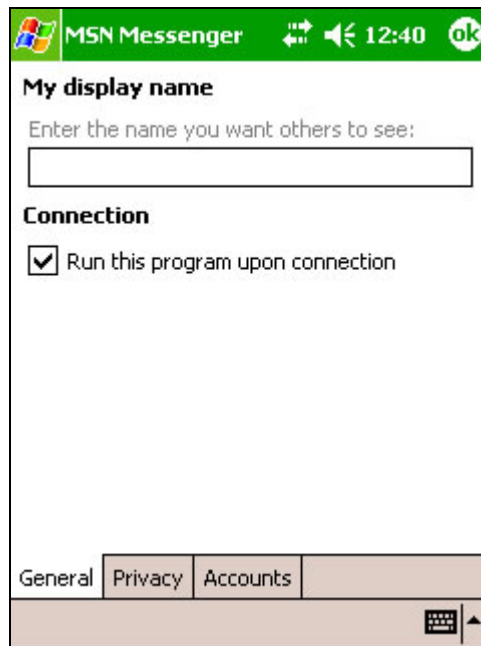 MSN Messenger 12:40 ok
My display name
Enter the name you want others to see:
Connection
Run this program upon connection
General Privacy Accounts